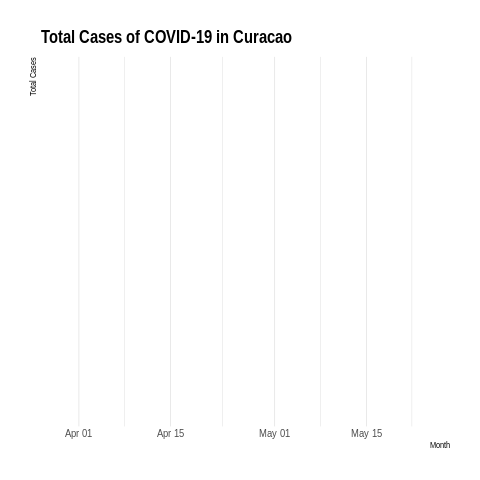 Total Cases of COVID-19 in Curacao
Total Cases
Apr 01 Apr 15 May 01 May 15
Month